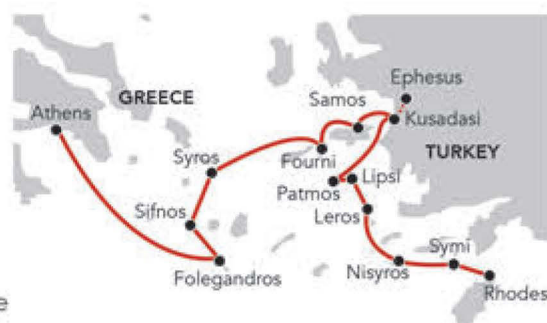 Ephesus
GREECE
Samos
Athens
Kusadasi
TURKEY
Syros
Fourni
Lipsi
Patmos
Sifnos
Leros
Symi
Nisyros
Folegandros
Rhodes
e